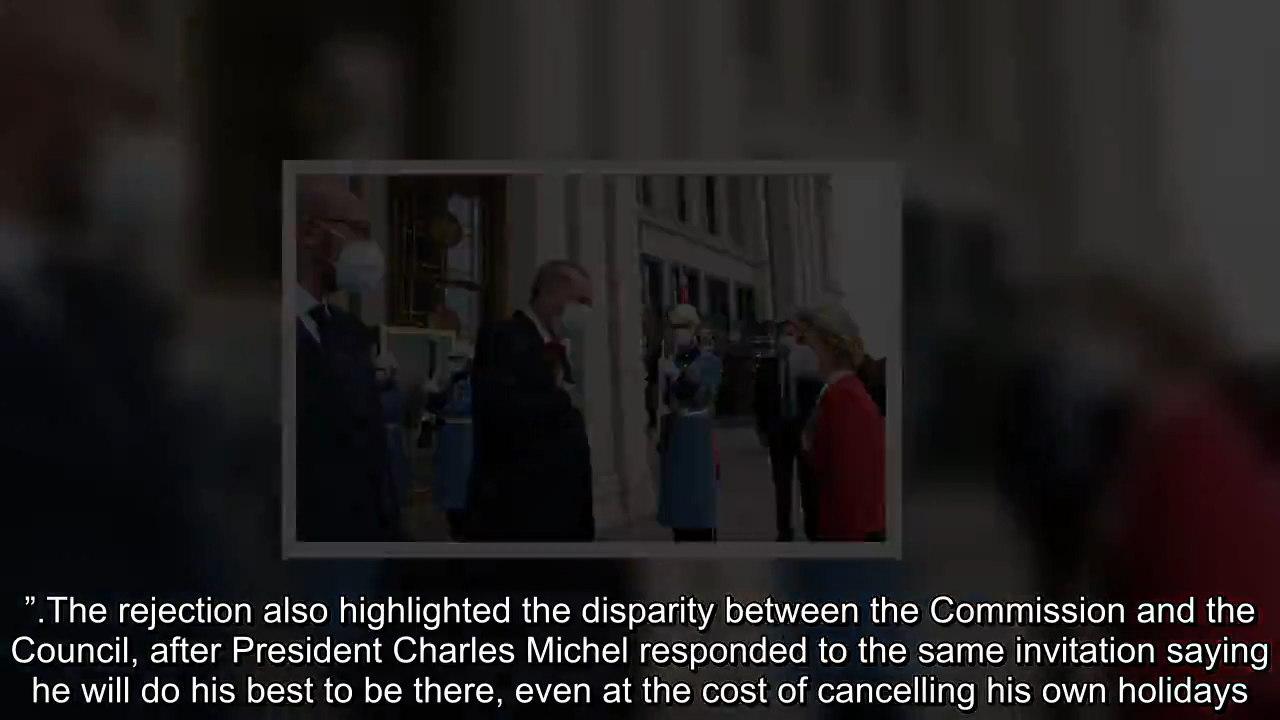 ”.The rejection also highlighted the disparity between the Commission and the
Council, after President Charles Michel responded to the same invitation saying
he will do his best to be there, even at the cost of cancelling his own holidays